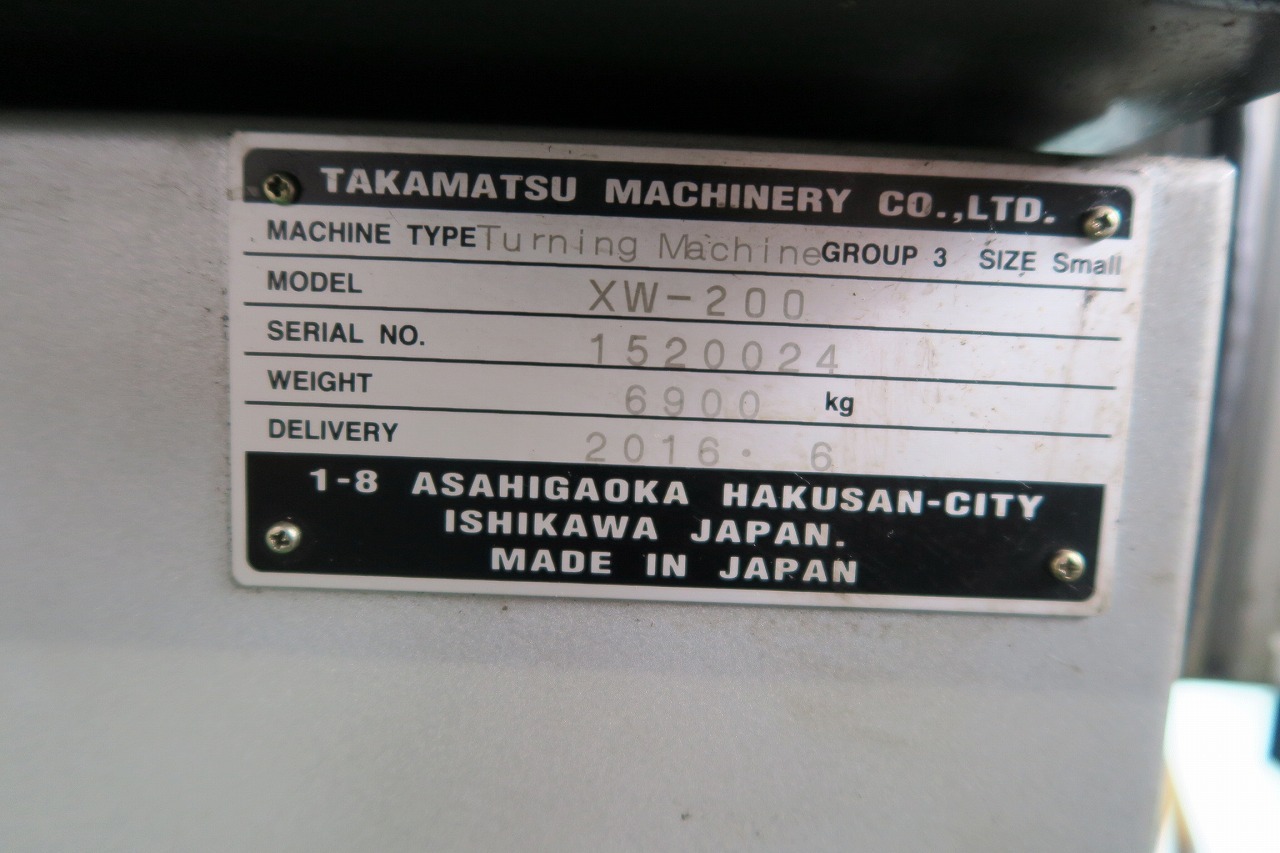 TAKAMATSU MACHINERY CO.,LTD.
MACHINE TYPE Turning Machine GROUP 3 SIZE Small
MODEL XW-200
SERIAL NO. 1520024
WEIGHT 6900 kg
DELIVERY 2016. 6
1-8 ASAHIGAOKA HAKUSAN-CITY
ISHIKAWA JAPAN.
MADE IN JAPAN